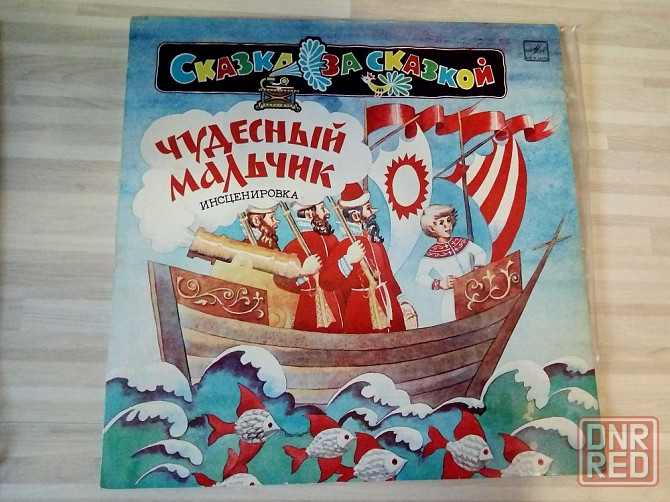 СКАЗКА ЗА СКАЗКОЙ
ЧУДЕСНЫЙ
МАЛЬЧИК
ИНСЦЕНИРОВКА
DNR
RED